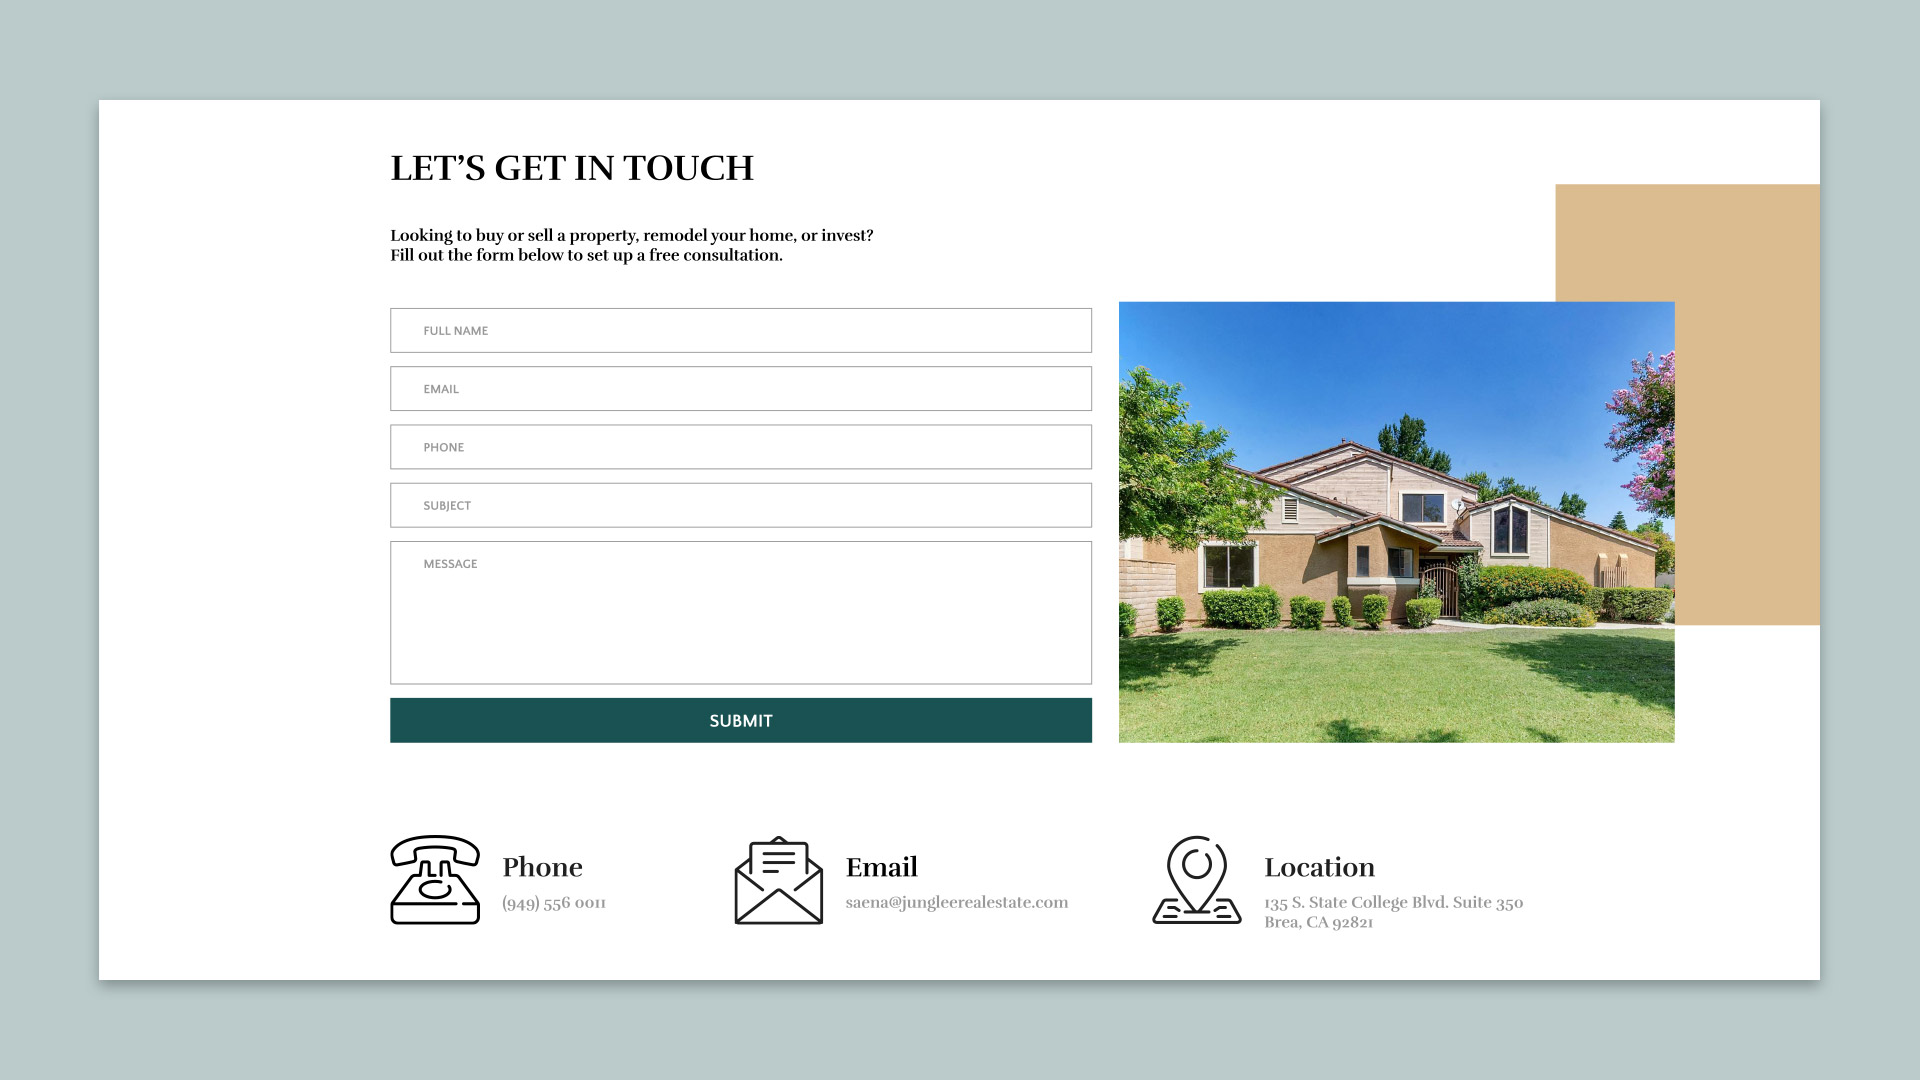 LET’S GET IN TOUCH
Looking to buy or sell a property, remodel your home, or invest?
Fill out the form below to set up a free consultation.
FULL NAME
EMAIL
PHONE
SUBJECT
MESSAGE
SUBMIT
Phone
(949) 556 0011
Email
saena@jungleerealestate.com
Location
135 S. State College Blvd. Suite 350
Brea, CA 92821